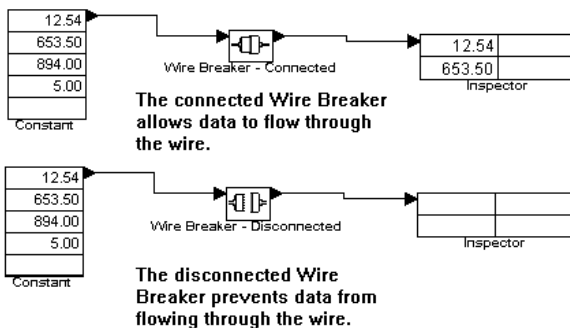 12.54
653.50
894.00
5.00
Constant
Wire Breaker - Connected
12.54
653.50
Inspector
The connected Wire Breaker
allows data to flow through
the wire.
12.54
653.50
894.00
5.00
Constant
Wire Breaker - Disconnected
Inspector
The disconnected Wire
Breaker prevents data from
flowing through the wire.